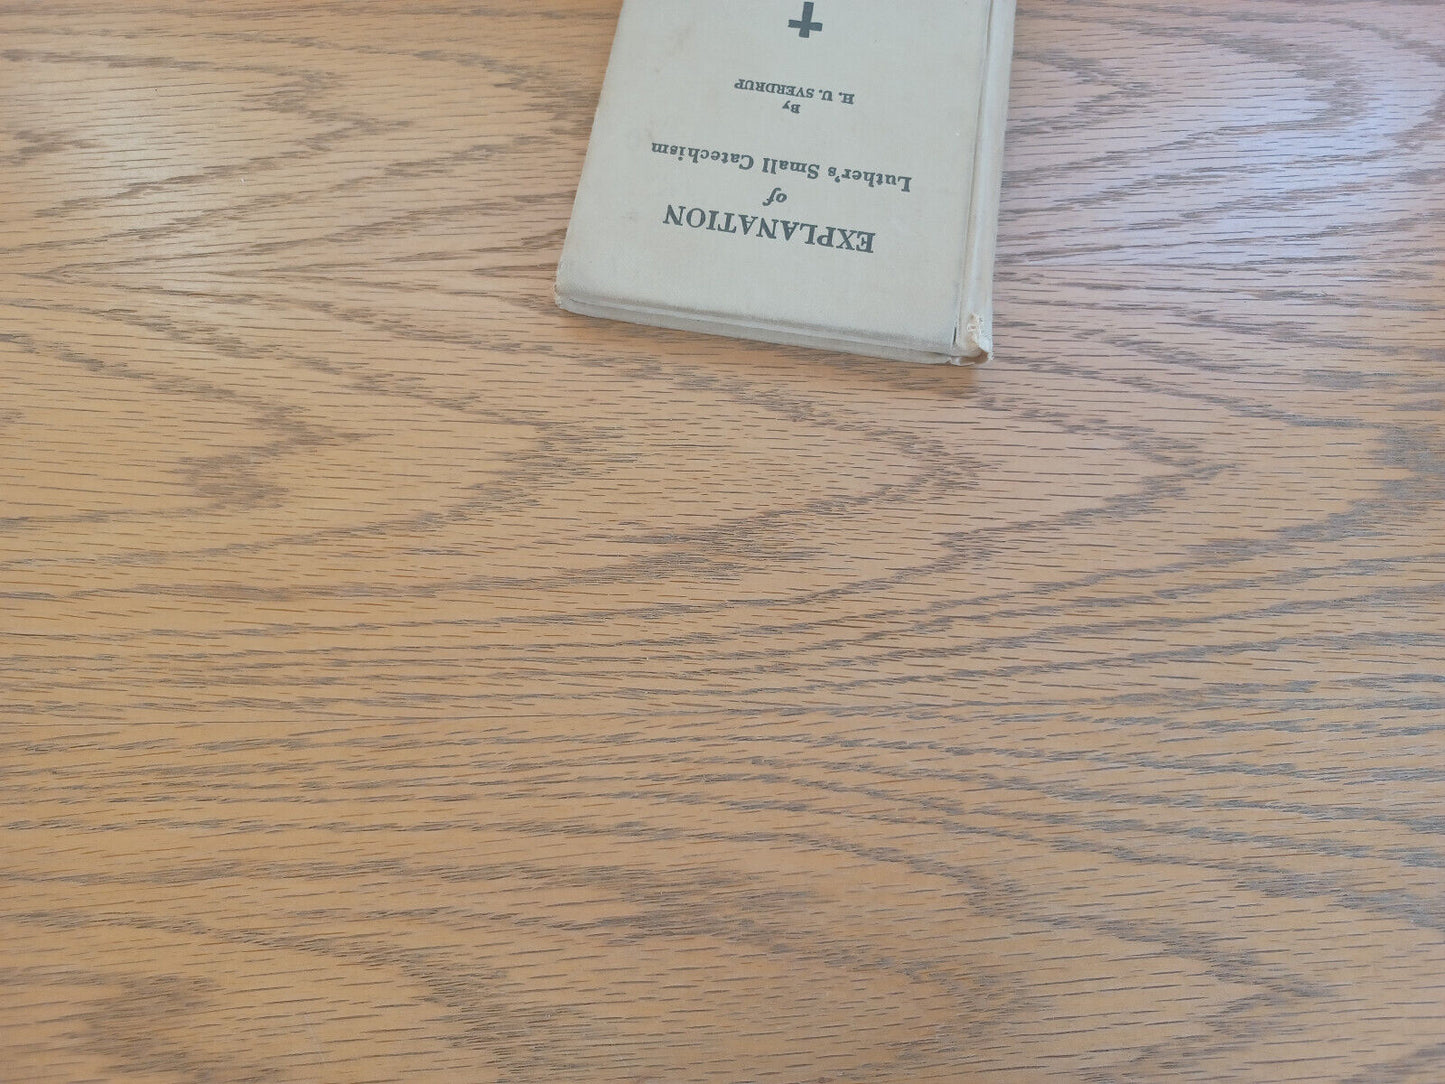 EXPLANATION
of
Luther's Small Catechism
By
H. U. SVERDRUP